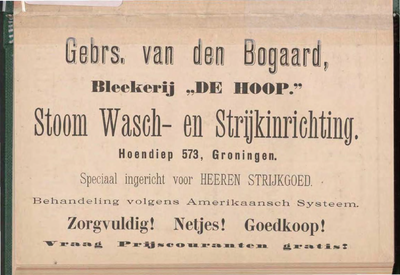 Gebrs. van den Bogaard,
Bleekerij „DE HOOP.”
Stoom Wasch- en Strijkinrichting.
Hoendiep 573, Groningen.
Speciaal ingericht voor HEEREN STRIJKGOED.
Behandeling volgens Amerikaansch Systeem.
Zorgvuldig! Netjes! Goedkoop!
Vraag Prijscouranten gratis!